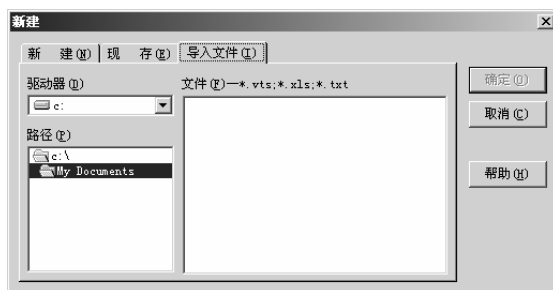 新建
新 建(N) 现 存(E) 导入文件(I)
驱动器(D)
c:
路径(P)
c:\
My Documents
文件(F)—*.vts;*.xls;*.txt
确定(O)
取消(C)
帮助(H)